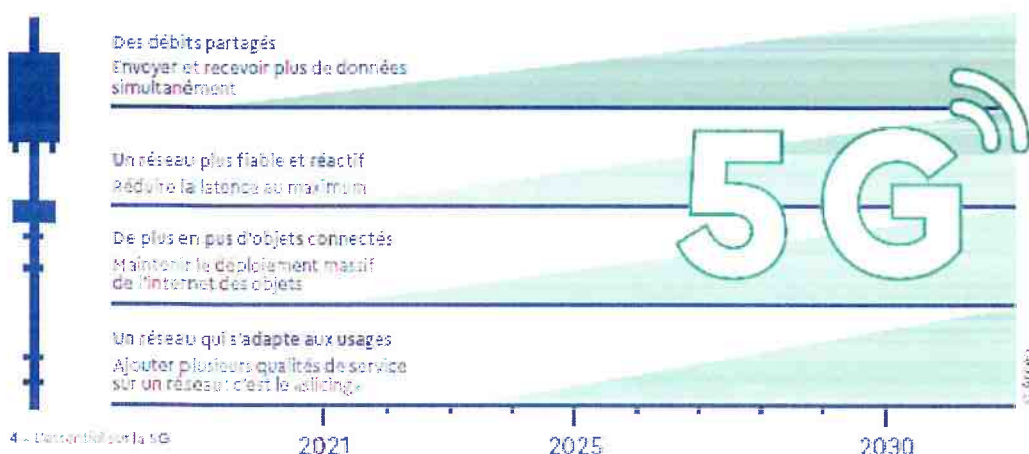 Des débits partagés
Envoyer et recevoir plus de données
simultanément
Un réseau plus fiable et réactif
Réduire la latence au maximum
5G
De plus en pus d'objets connectés
Maintenir le déploiement massif
de l'internet des objets
Un réseau qui s'adapte aux usages
Ajouter plusieurs qualités de service
sur un réseau : c'est le «slicing»
4 - L'essentiel sur la 5G
2021
2025
2030